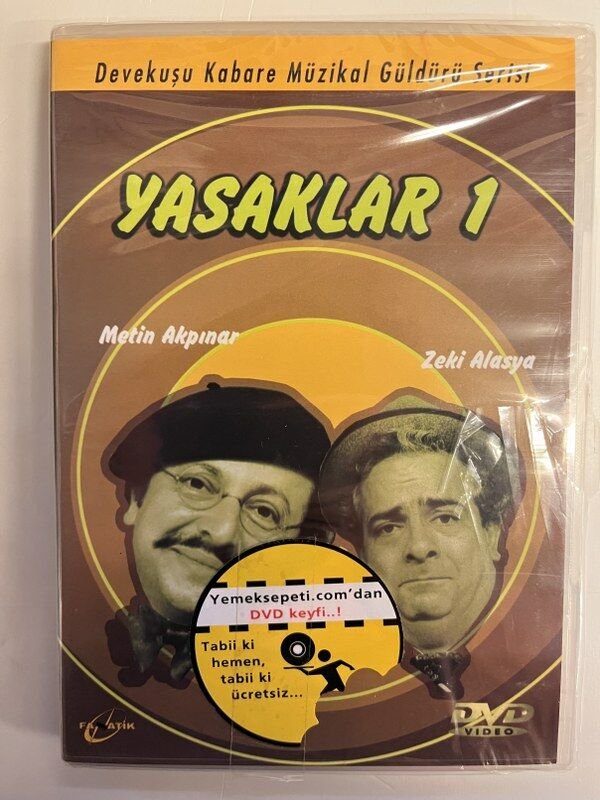 Devekuşu Kabare Müzikal Güldürü Serisi
YASAKLAR 1
Metin Akpınar
Zeki Alasya
Yemeksepeti.com'dan
DVD keyfi..!
Tabii ki
hemen,
tabii ki
ücretsiz...
FANATİK
DVD
VIDEO